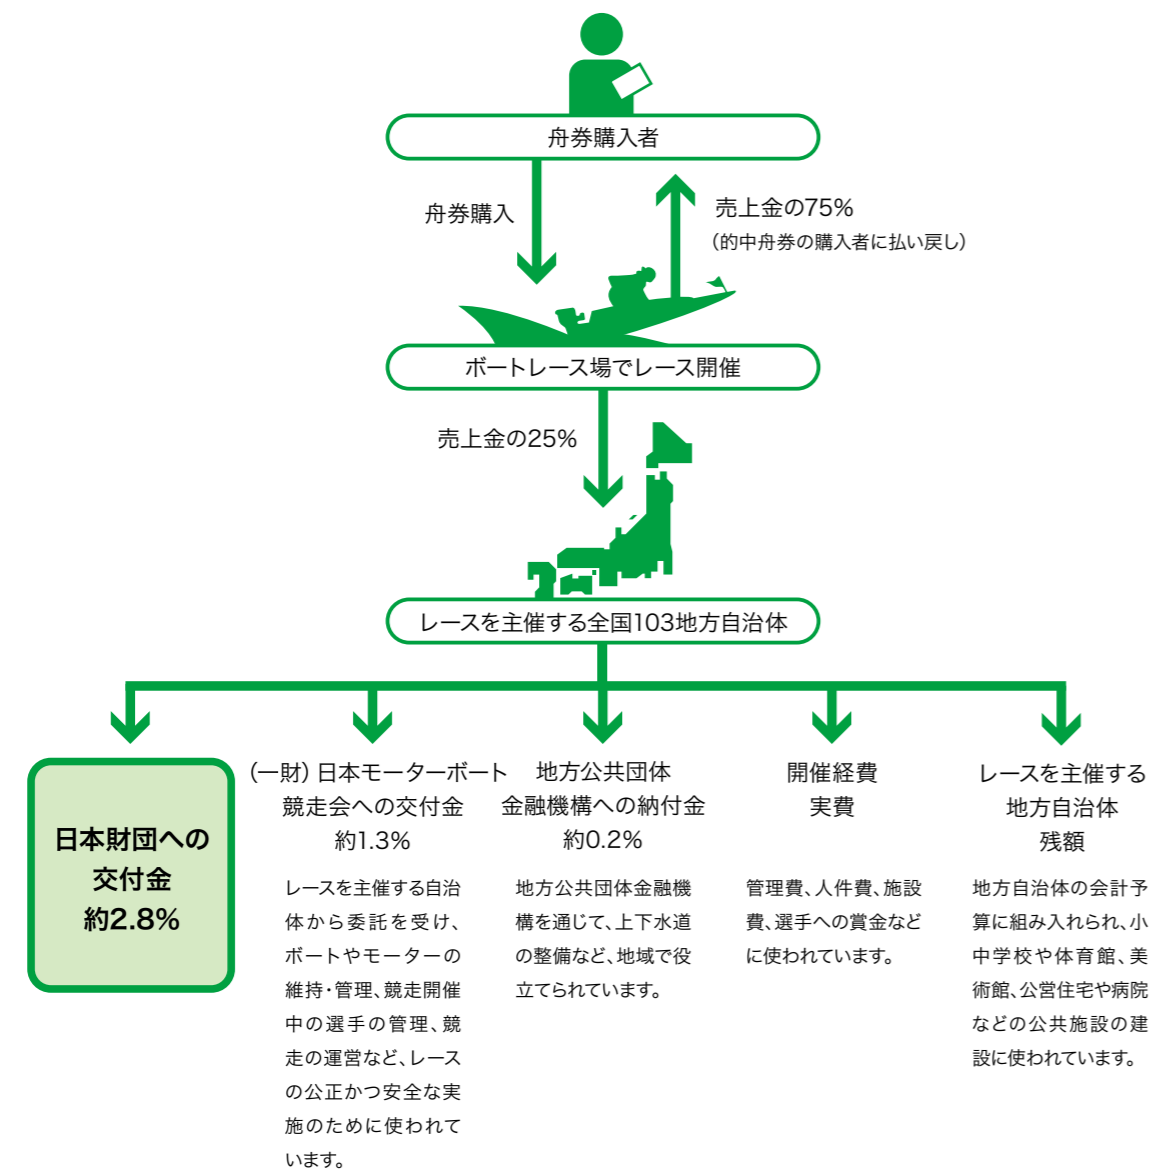 舟券購入者
舟券購入
売上金の75%
（的中舟券の購入者に払い戻し）
ボートレース場でレース開催
売上金の25%
レースを主催する全国103地方自治体
日本財団への
交付金
約2.8%
（一財）日本モーターボート
競走会への交付金
約1.3%
レースを主催する自治
体から委託を受け、
ボートやモーターの
維持・管理、競走開催
中の選手の管理、競
走の運営など、レース
の公正かつ安全な実
施のために使われて
います。
地方公共団体
金融機構への納付金
約0.2%
地方公共団体金融機
構を通じて、上下水道
の整備など、地域で役
立てられています。
開催経費
実費
管理費、人件費、施設
費、選手への賞金など
に使われています。
レースを主催する
地方自治体
残額
地方自治体の会計予
算に組み入れられ、小
中学校や体育館、美
術館、公営住宅や病院
などの公共施設の建
設に使われています。